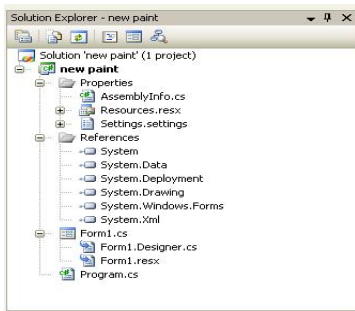 Solution Explorer - new paint
Solution 'new paint' (1 project)
new paint
Properties
AssemblyInfo.cs
Resources.resx
Settings.settings
References
System
System.Data
System.Deployment
System.Drawing
System.Windows.Forms
System.Xml
Form1.cs
Form1.Designer.cs
Form1.resx
Program.cs